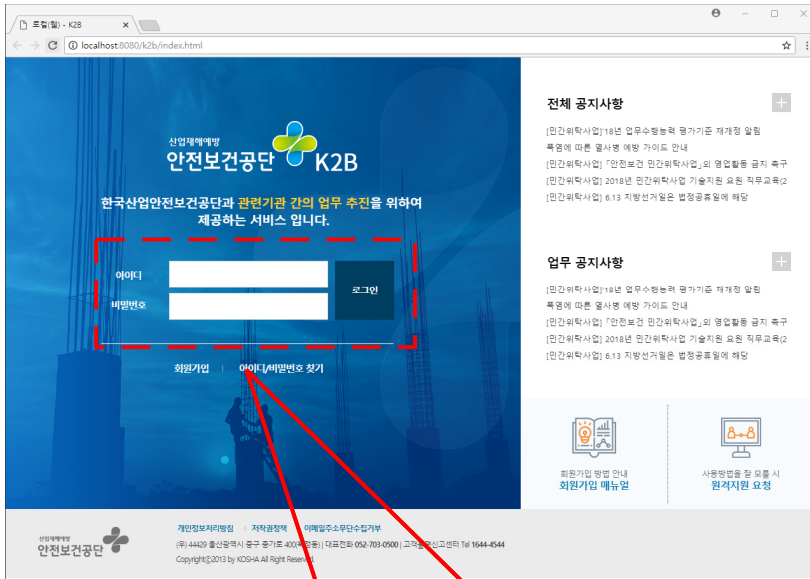 로컬(웹) - K2B
localhost:8080/k2b/index.html
산업재해예방
안전보건공단 K2B
한국산업안전보건공단과 관련기관 간의 업무 추진을 위하여
제공하는 서비스 입니다.
아이디
비밀번호
로그인
회원가입 | 아이디/비밀번호 찾기
전체 공지사항
[민간위탁사업]'18년 업무수행능력 평가기준 재개정 알림
폭염에 따른 열사병 예방 가이드 안내
[민간위탁사업] 「안전보건 민간위탁사업」외 영업활동 금지 촉구
[민간위탁사업] 2018년 민간위탁사업 기술지원 요원 직무교육(2
[민간위탁사업] 6.13 지방선거일은 법정공휴일에 해당
업무 공지사항
[민간위탁사업]'18년 업무수행능력 평가기준 재개정 알림
폭염에 따른 열사병 예방 가이드 안내
[민간위탁사업] 「안전보건 민간위탁사업」외 영업활동 금지 촉구
[민간위탁사업] 2018년 민간위탁사업 기술지원 요원 직무교육(2
[민간위탁사업] 6.13 지방선거일은 법정공휴일에 해당
회원가입 방법 안내
회원가입 매뉴얼
사용방법을 잘 모를 시
원격지원 요청
산업재해예방
안전보건공단
개인정보처리방침 저작권정책 이메일주소무단수집거부
(우) 44429 울산광역시 중구 종가로 400 | 대표전화 052-703-0500 | Tel 1644-4544
Copyright©2013 by KOSHA All Right Reserved.